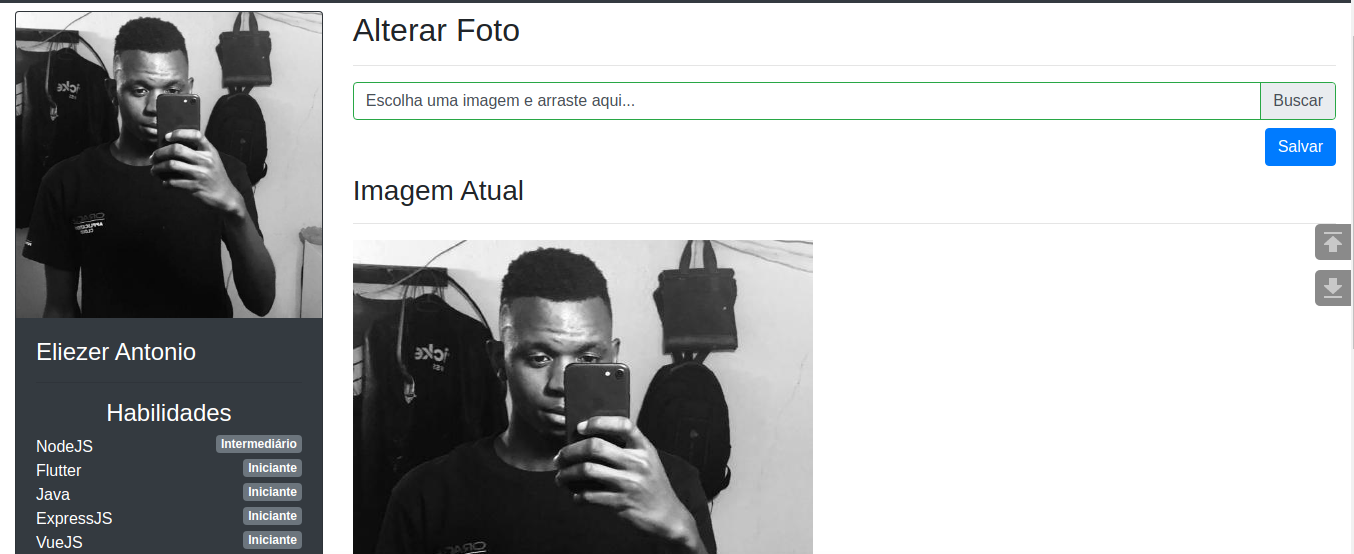 Eliezer Antonio
Habilidades
NodeJS Intermediário
Flutter Iniciante
Java Iniciante
ExpressJS Iniciante
VueJS Iniciante
Alterar Foto
Escolha uma imagem e arraste aqui... Buscar
Salvar
Imagem Atual